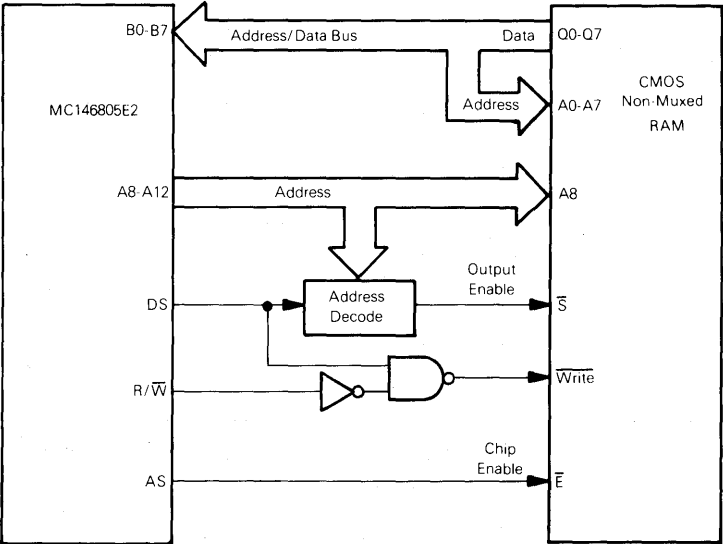 B0-B7
Address/Data Bus
Data
Q0-Q7
MC146805E2
Address
A0-A7
CMOS
Non-Muxed
RAM
A8-A12
Address
A8
DS
Address
Decode
Output
Enable
S̅
R/W̅
W̅r̅i̅t̅e̅
AS
Chip
Enable
E̅